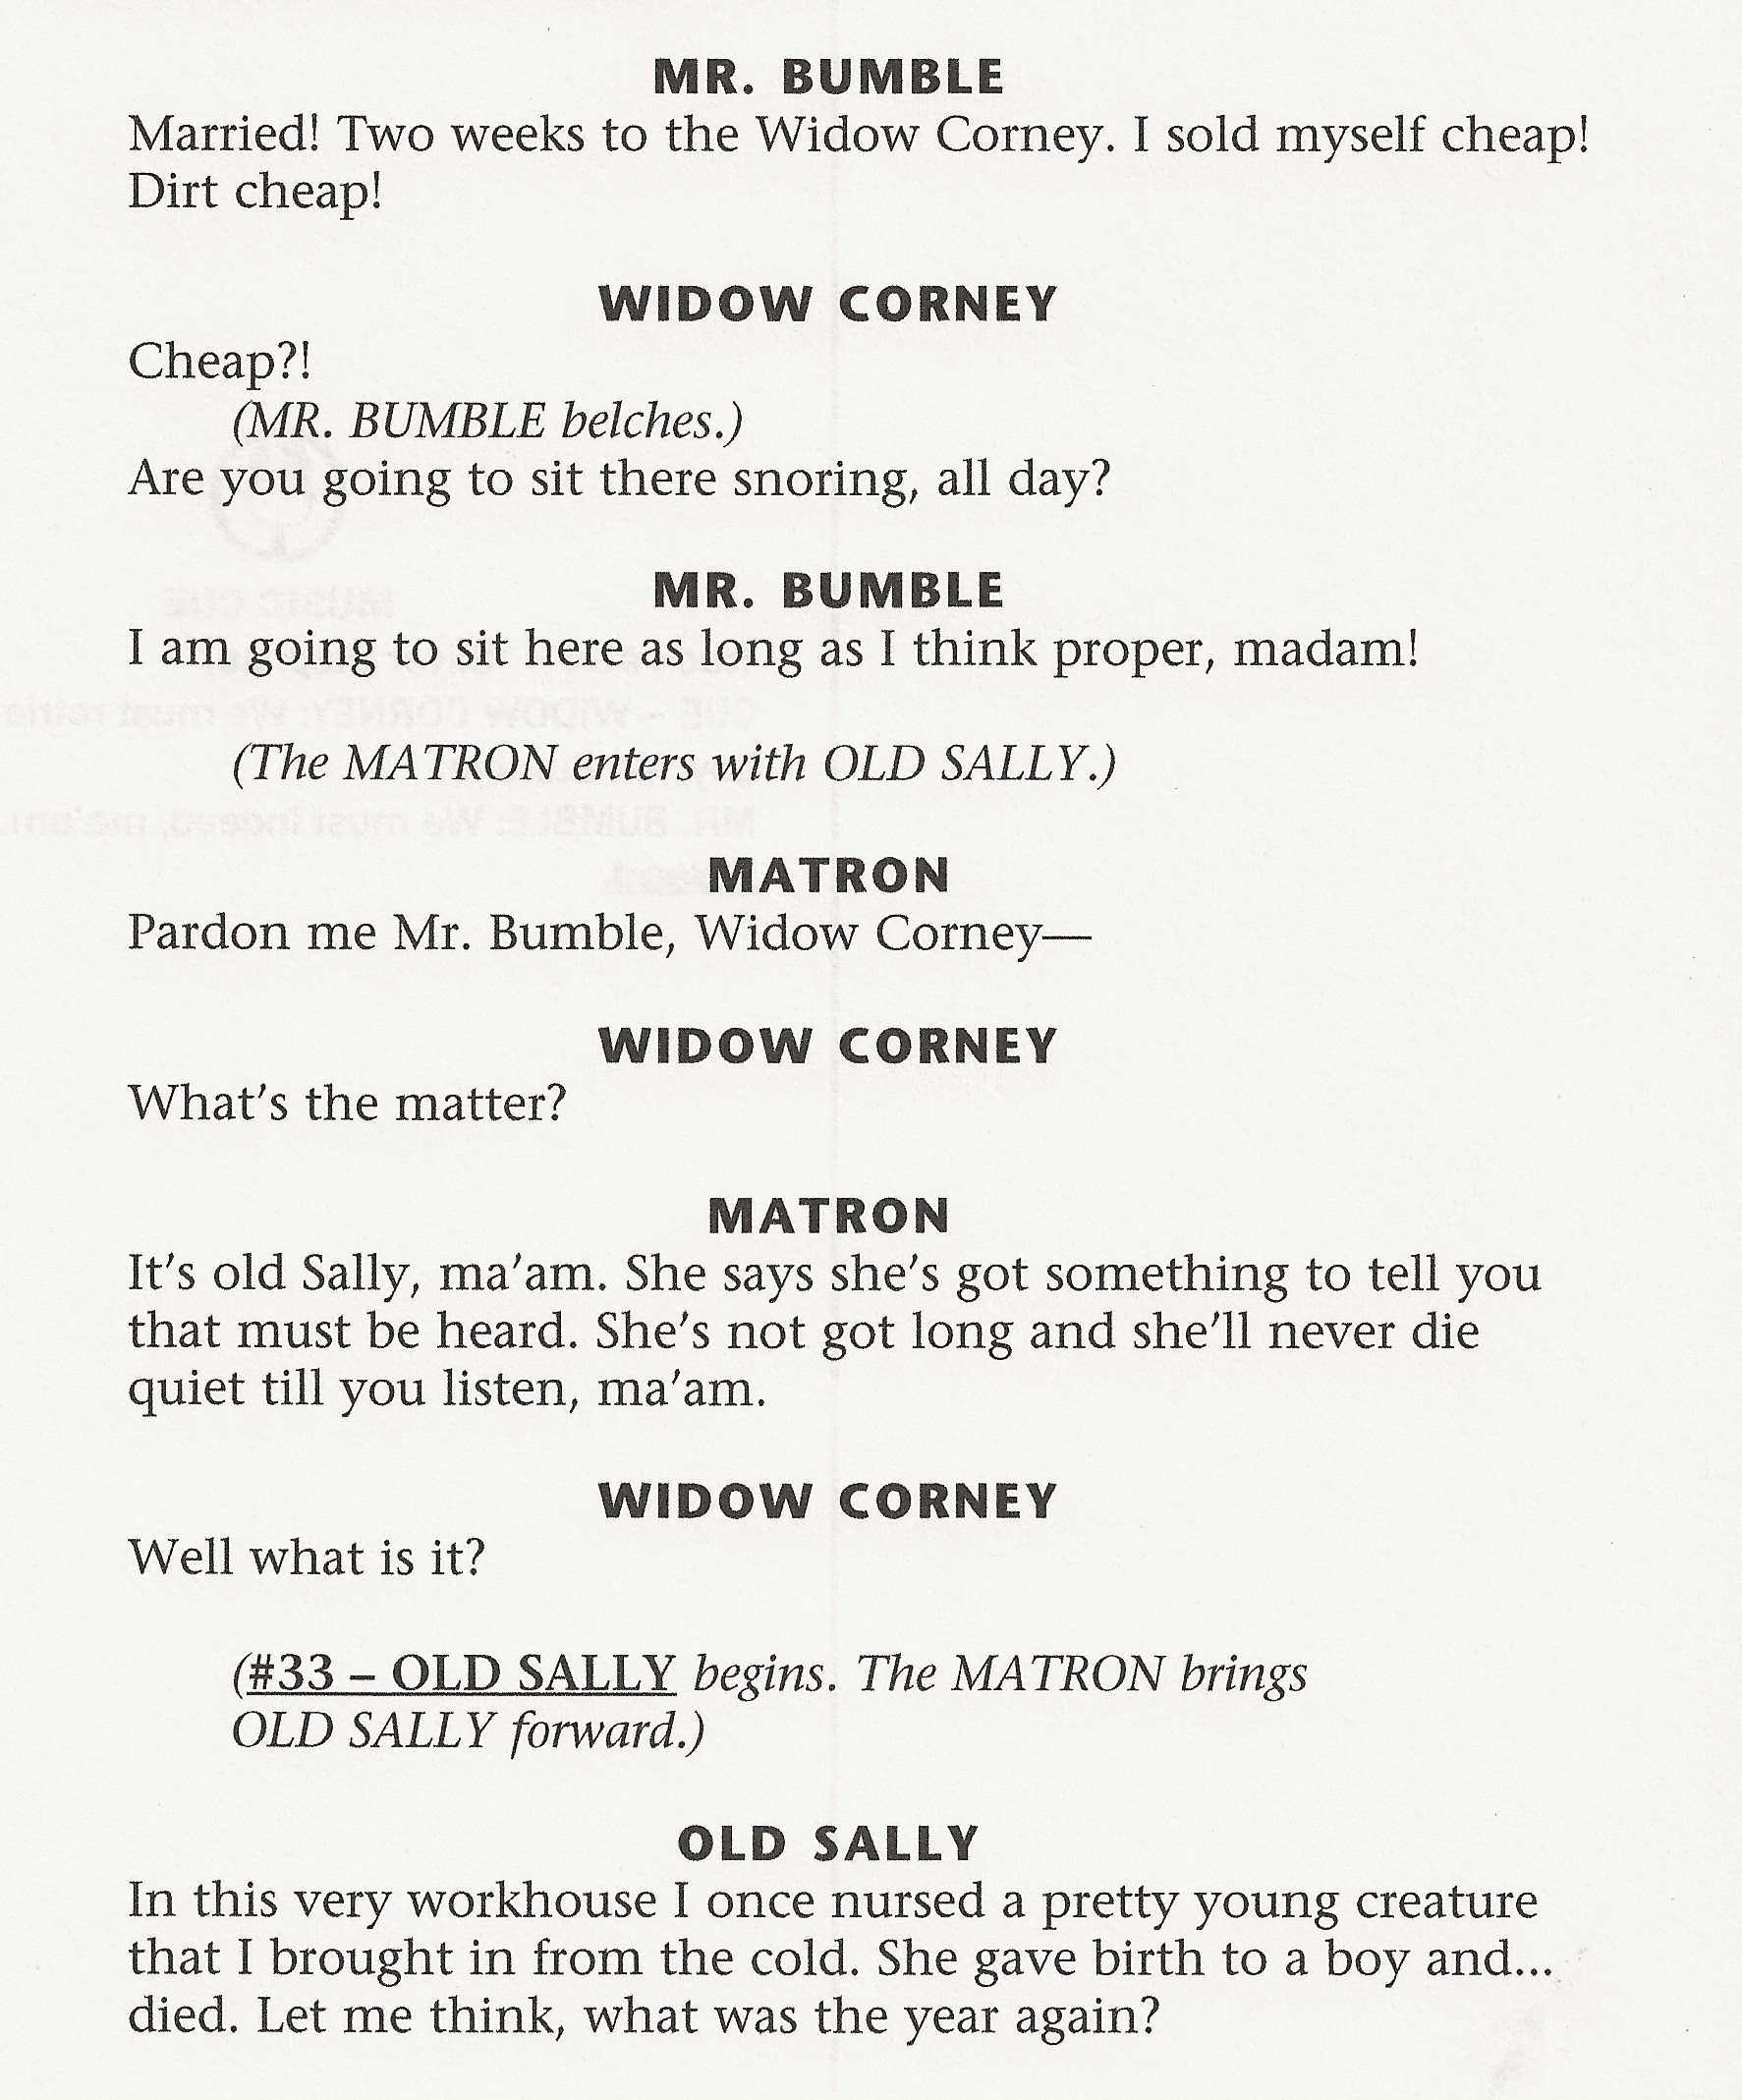 MR. BUMBLE
Married! Two weeks to the Widow Corney. I sold myself cheap!
Dirt cheap!
WIDOW CORNEY
Cheap?!
(MR. BUMBLE belches.)
Are you going to sit there snoring, all day?
MR. BUMBLE
I am going to sit here as long as I think proper, madam!
(The MATRON enters with OLD SALLY.)
MATRON
Pardon me Mr. Bumble, Widow Corney—
WIDOW CORNEY
What's the matter?
MATRON
It's old Sally, ma'am. She says she's got something to tell you
that must be heard. She's not got long and she'll never die
quiet till you listen, ma'am.
WIDOW CORNEY
Well what is it?
(#33 – OLD SALLY begins. The MATRON brings
OLD SALLY forward.)
OLD SALLY
In this very workhouse I once nursed a pretty young creature
that I brought in from the cold. She gave birth to a boy and...
died. Let me think, what was the year again?